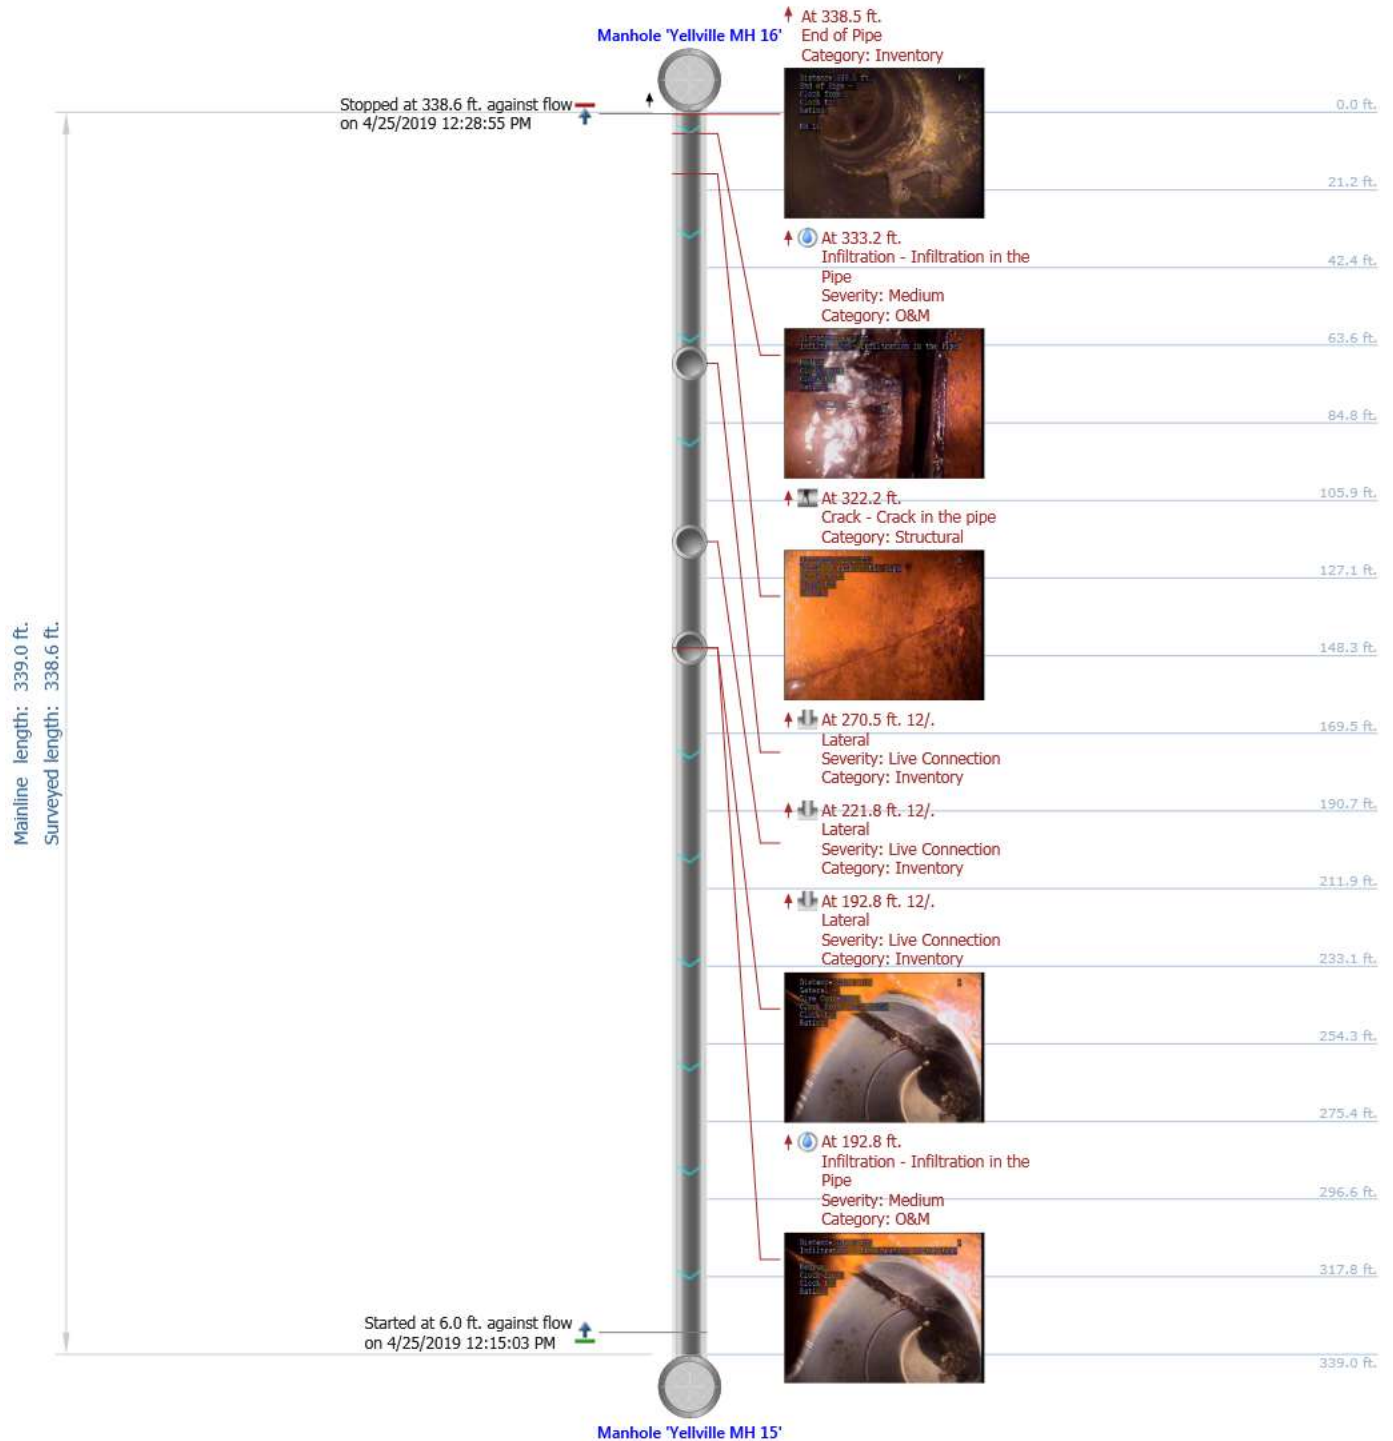 At 338.5 ft.
Manhole 'Yellville MH 16'
End of Pipe
Category: Inventory
Stopped at 338.6 ft. against flow
on 4/25/2019 12:28:55 PM
0.0 ft.
21.2 ft.
At 333.2 ft.
Infiltration - Infiltration in the
Pipe
Severity: Medium
Category: O&M
42.4 ft.
63.6 ft.
84.8 ft.
At 322.2 ft.
Crack - Crack in the pipe
Category: Structural
105.9 ft.
127.1 ft.
148.3 ft.
Mainline length: 339.0 ft.
Surveyed length: 338.6 ft.
At 270.5 ft. 12/.
Lateral
Severity: Live Connection
Category: Inventory
169.5 ft.
190.7 ft.
At 221.8 ft. 12/.
Lateral
Severity: Live Connection
Category: Inventory
211.9 ft.
At 192.8 ft. 12/.
Lateral
Severity: Live Connection
Category: Inventory
233.1 ft.
254.3 ft.
275.4 ft.
At 192.8 ft.
Infiltration - Infiltration in the
Pipe
Severity: Medium
Category: O&M
296.6 ft.
317.8 ft.
Started at 6.0 ft. against flow
on 4/25/2019 12:15:03 PM
339.0 ft.
Manhole 'Yellville MH 15'